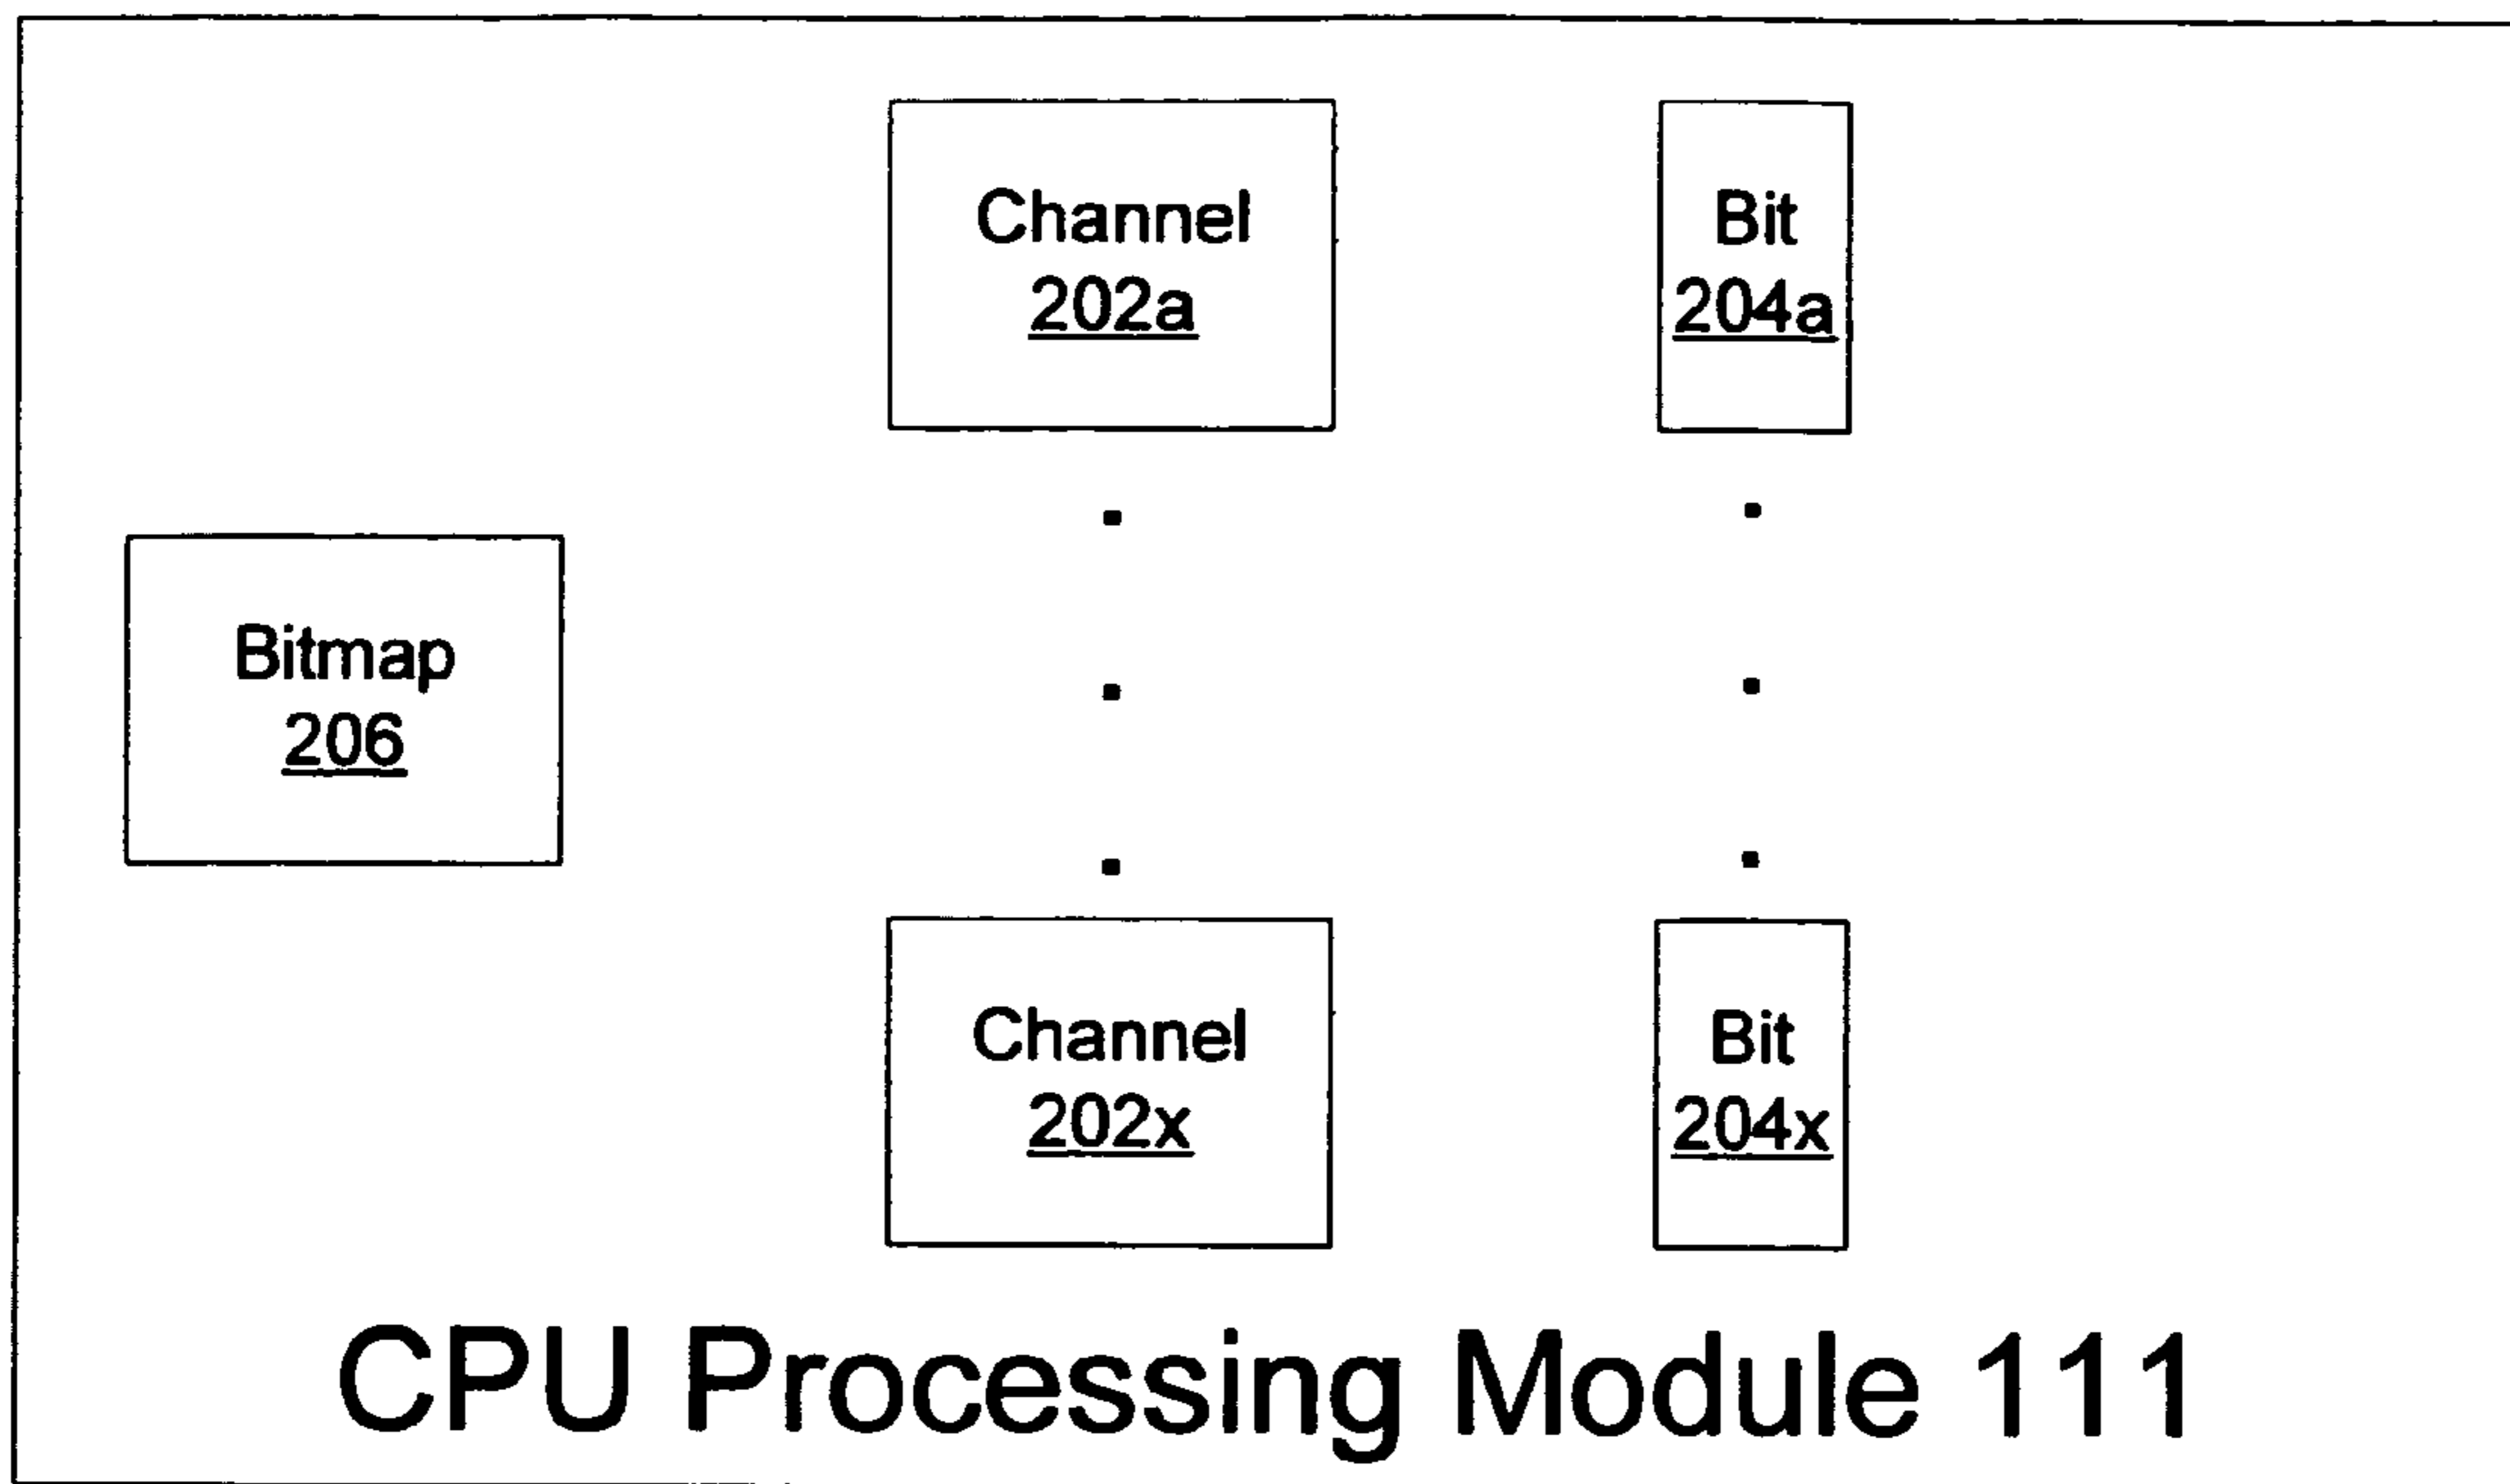 Channel
202a
Bit
204a
Bitmap
206
Channel
202x
Bit
204x
CPU Processing Module 111